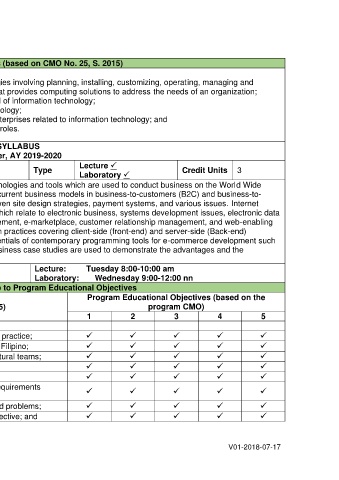 (based on CMO No. 25, S. 2015)
ies involving planning, installing, customizing, operating, managing and
at provides computing solutions to address the needs of an organization;
l of information technology;
ology;
terprises related to information technology; and
roles.
SYLLABUS
er, AY 2019-2020
Type Lecture ✓ Laboratory ✓ Credit Units 3
nologies and tools which are used to conduct business on the World Wide
current business models in business-to-customers (B2C) and business-to-
ven site design strategies, payment systems, and various issues. Internet
hich relate to electronic business, systems development issues, electronic data
ement, e-marketplace, customer relationship management, and web-enabling
n practices covering client-side (front-end) and server-side (Back-end)
entials of contemporary programming tools for e-commerce development such
siness case studies are used to demonstrate the advantages and the
Lecture: Tuesday 8:00-10:00 am
Laboratory: Wednesday 9:00-12:00 nn
p to Program Educational Objectives
5) Program Educational Objectives (based on the
program CMO)
1 2 3 4 5
practice; ✓ ✓ ✓ ✓ ✓
Filipino; ✓ ✓ ✓ ✓ ✓
tural teams; ✓ ✓ ✓ ✓ ✓
✓ ✓ ✓ ✓ ✓
✓ ✓ ✓ ✓ ✓
equirements ✓ ✓ ✓ ✓ ✓
d problems; ✓ ✓ ✓ ✓ ✓
ective; and ✓ ✓ ✓ ✓ ✓
V01-2018-07-17